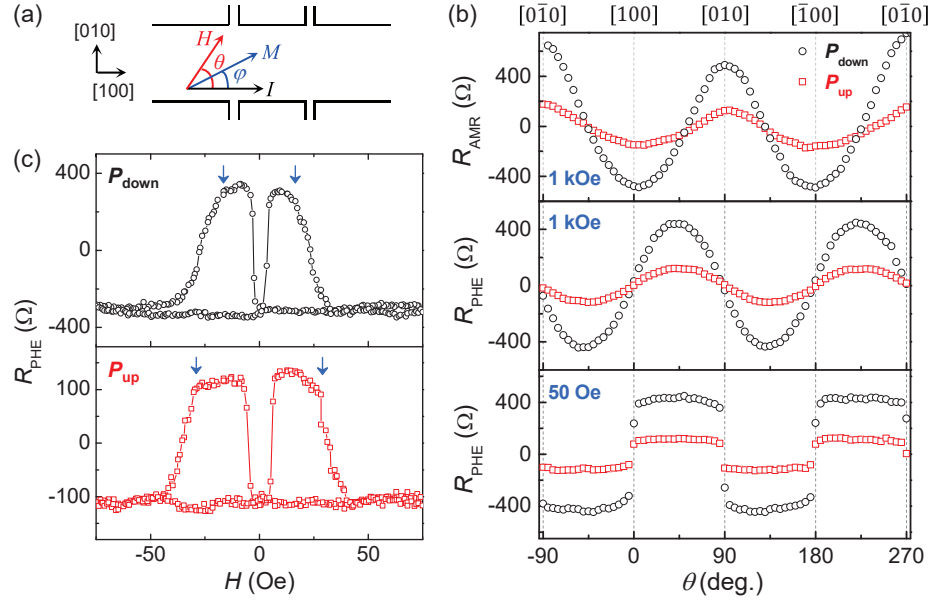 (a)
[010]
[100]
H
M
θ
φ
I
(b)
[01̄0] [100] [010] [1̄00] [01̄0]
400
0
-400
R_AMR (Ω)
P_down
P_up
1 kOe
400
0
-400
R_PHE (Ω)
1 kOe
400
0
-400
R_PHE (Ω)
50 Oe
-90 0 90 180 270
θ (deg.)
(c)
P_down
400
0
-400
R_PHE (Ω)
P_up
100
0
-100
-50 0 50
H (Oe)